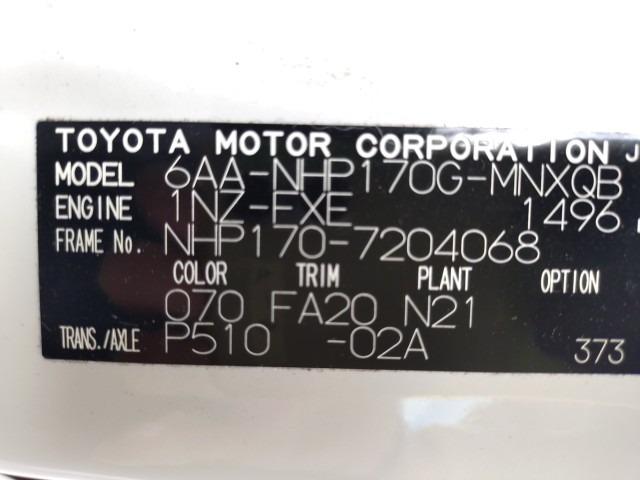 TOYOTA MOTOR CORPORATION J
MODEL 6AA-NHP170G-MNXQB
ENGINE 1NZ-FXE 1496
FRAME No. NHP170-7204068
COLOR TRIM PLANT OPTION
070 FA20 N21
TRANS./AXLE P510 -02A 373